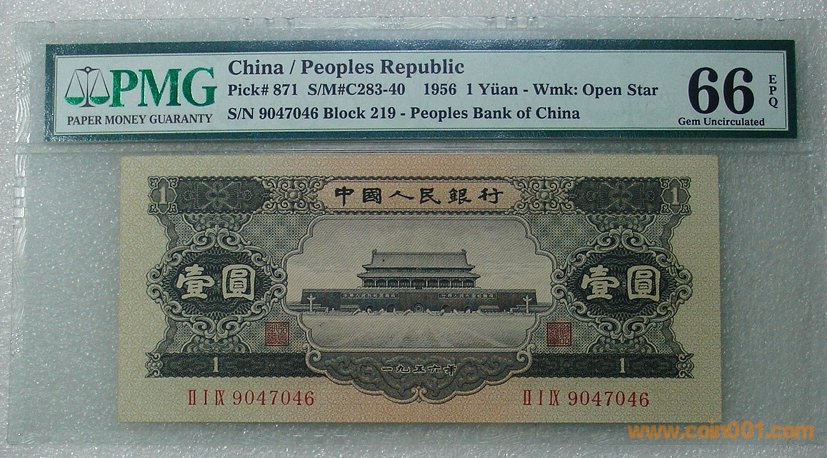 PMG
PAPER MONEY GUARANTY
China / Peoples Republic
Pick# 871 S/M#C283-40 1956 1 Yüan - Wmk: Open Star
S/N 9047046 Block 219 - Peoples Bank of China
66 EPQ
Gem Uncirculated
1 中國人民銀行 1
壹圓 壹圓
1 一九五六年 1
II I IX 9047046 II I IX 9047046
www.coin001.com